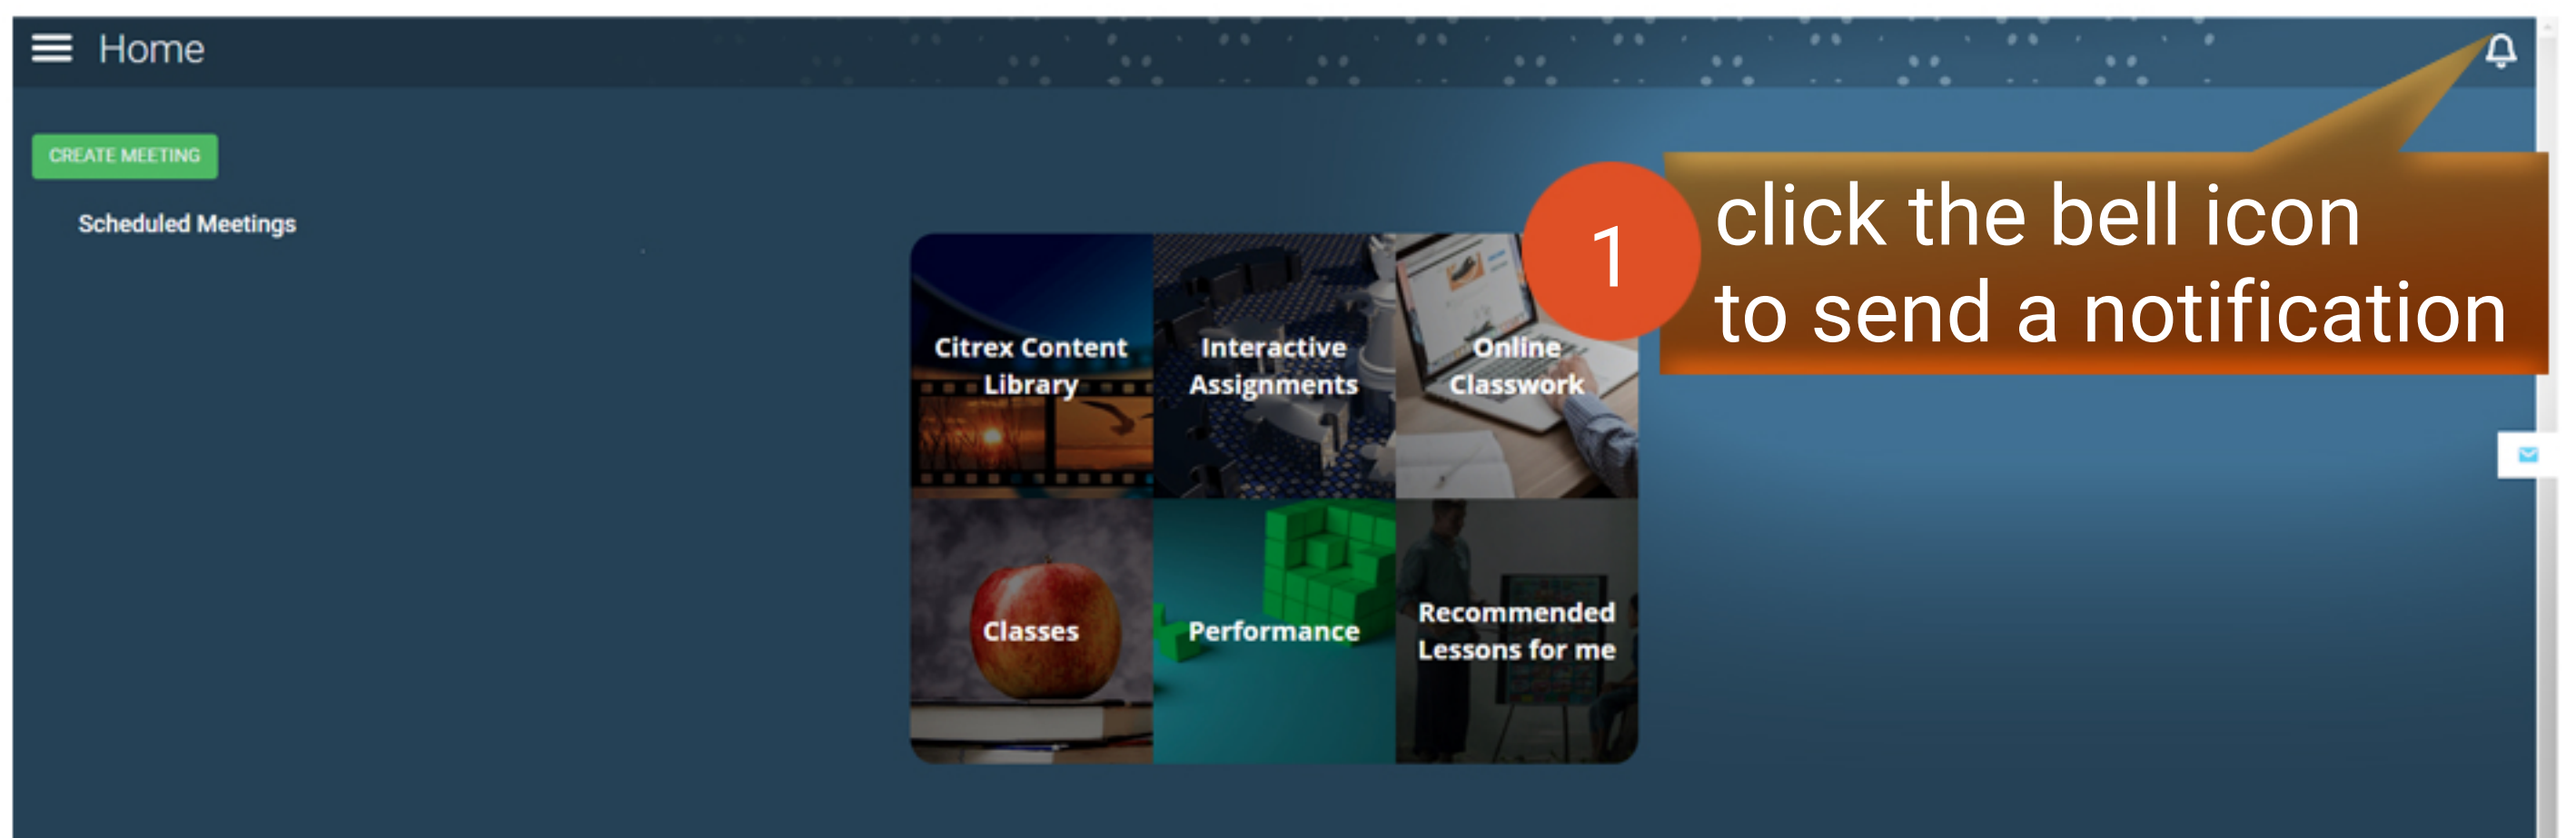 Home
CREATE MEETING
Scheduled Meetings
1
click the bell icon
to send a notification
Citrex Content
Library
Interactive
Assignments
Online
Classwork
Classes
Performance
Recommended
Lessons for me